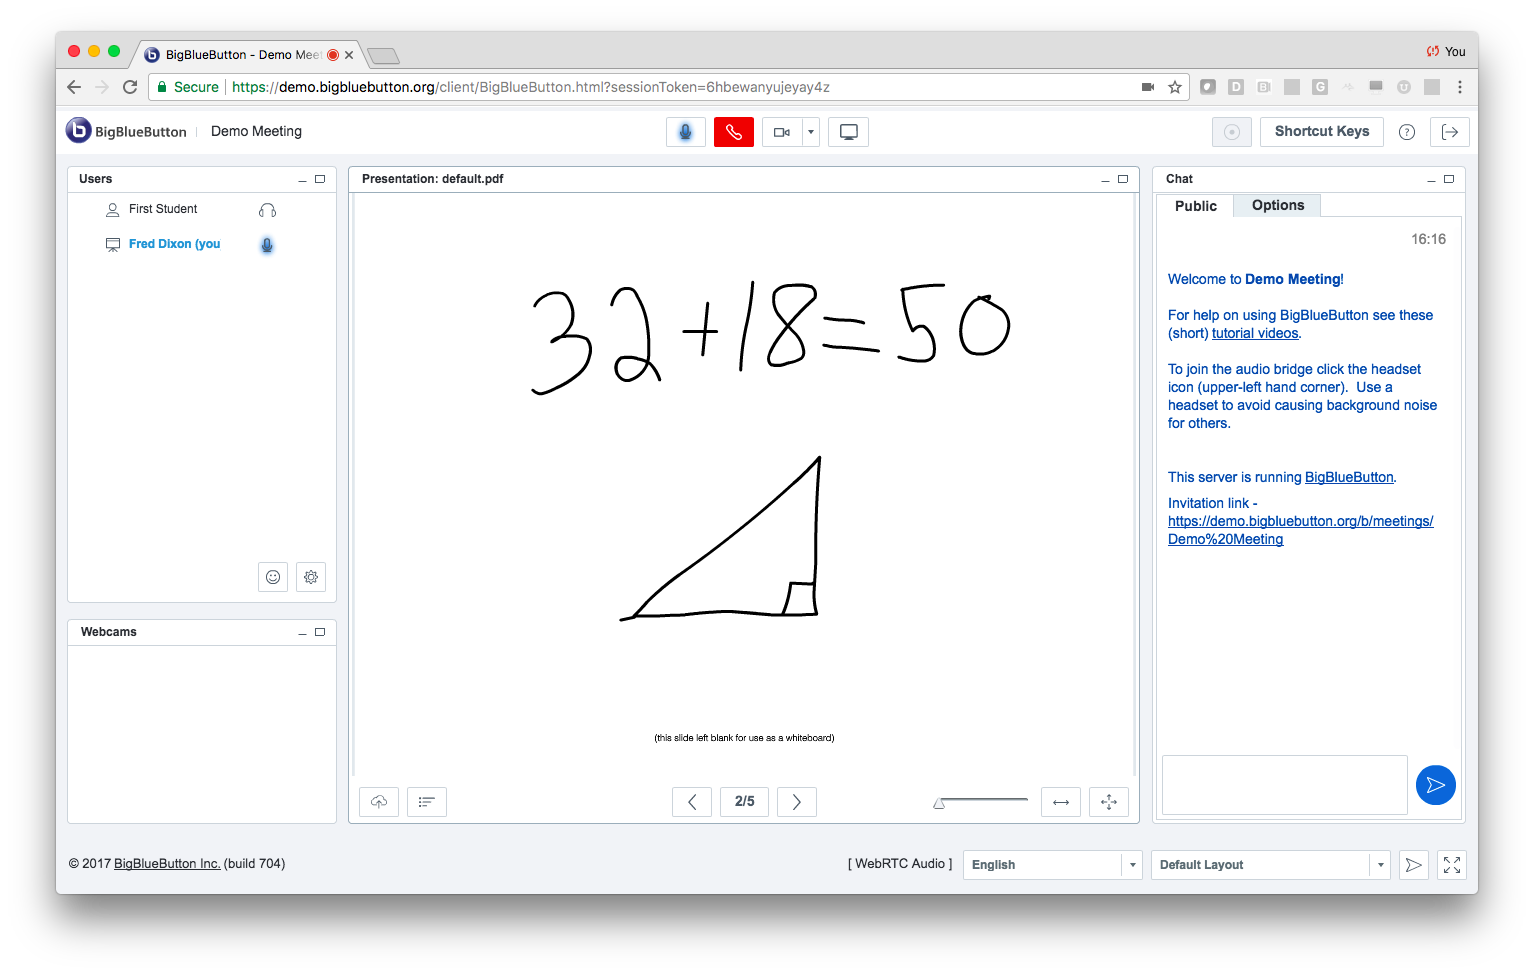 BigBlueButton - Demo Meet
You
Secure https://demo.bigbluebutton.org/client/BigBlueButton.html?sessionToken=6hbewanyujeyay4z
BigBlueButton Demo Meeting
Shortcut Keys
Users
First Student
Fred Dixon (you
Webcams
Presentation: default.pdf
32+18=50
(this slide left blank for use as a whiteboard)
2/5
Chat
Public Options
16:16
Welcome to Demo Meeting!
For help on using BigBlueButton see these
(short) tutorial videos.
To join the audio bridge click the headset
icon (upper-left hand corner). Use a
headset to avoid causing background noise
for others.
This server is running BigBlueButton.
Invitation link -
https://demo.bigbluebutton.org/b/meetings/
Demo%20Meeting
© 2017 BigBlueButton Inc. (build 704)
[ WebRTC Audio ]
English
Default Layout